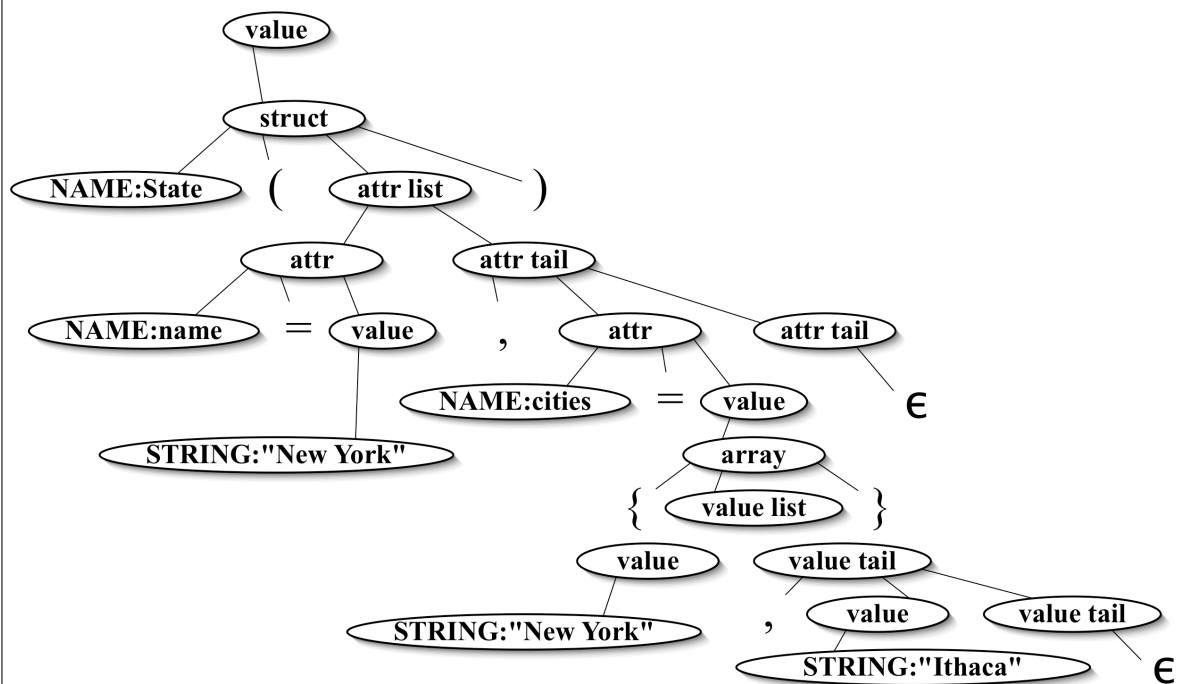 value
struct
NAME:State ( attr list )
attr attr tail
NAME:name = value , attr attr tail
NAME:cities = value ϵ
STRING:"New York" array
{ value list }
value value tail
STRING:"New York" , value value tail
STRING:"Ithaca" ϵ